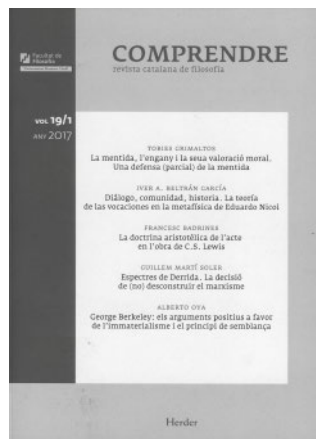 Facultat de
Filosofia
COMPRENDRE
revista catalana de filosofia
VOL 19/1
ANY 2017
TOBIES GRIMALTOS
La mentida, l'engany i la seua valoració moral.
Una defensa (parcial) de la mentida
IVER A. BELTRÁN GARCÍA
Diálogo, comunidad, historia. La teoría
de las vocaciones en la metafísica de Eduardo Nicol
FRANCESC BADRINES
La doctrina aristotèlica de l'acte
en l'obra de C.S. Lewis
GUILLEM MARTÍ SOLER
Espectres de Derrida. La decisió
de (no) desconstruir el marxisme
ALBERTO OYA
George Berkeley: els arguments positius a favor
de l'immaterialisme i el principi de semblança
Herder